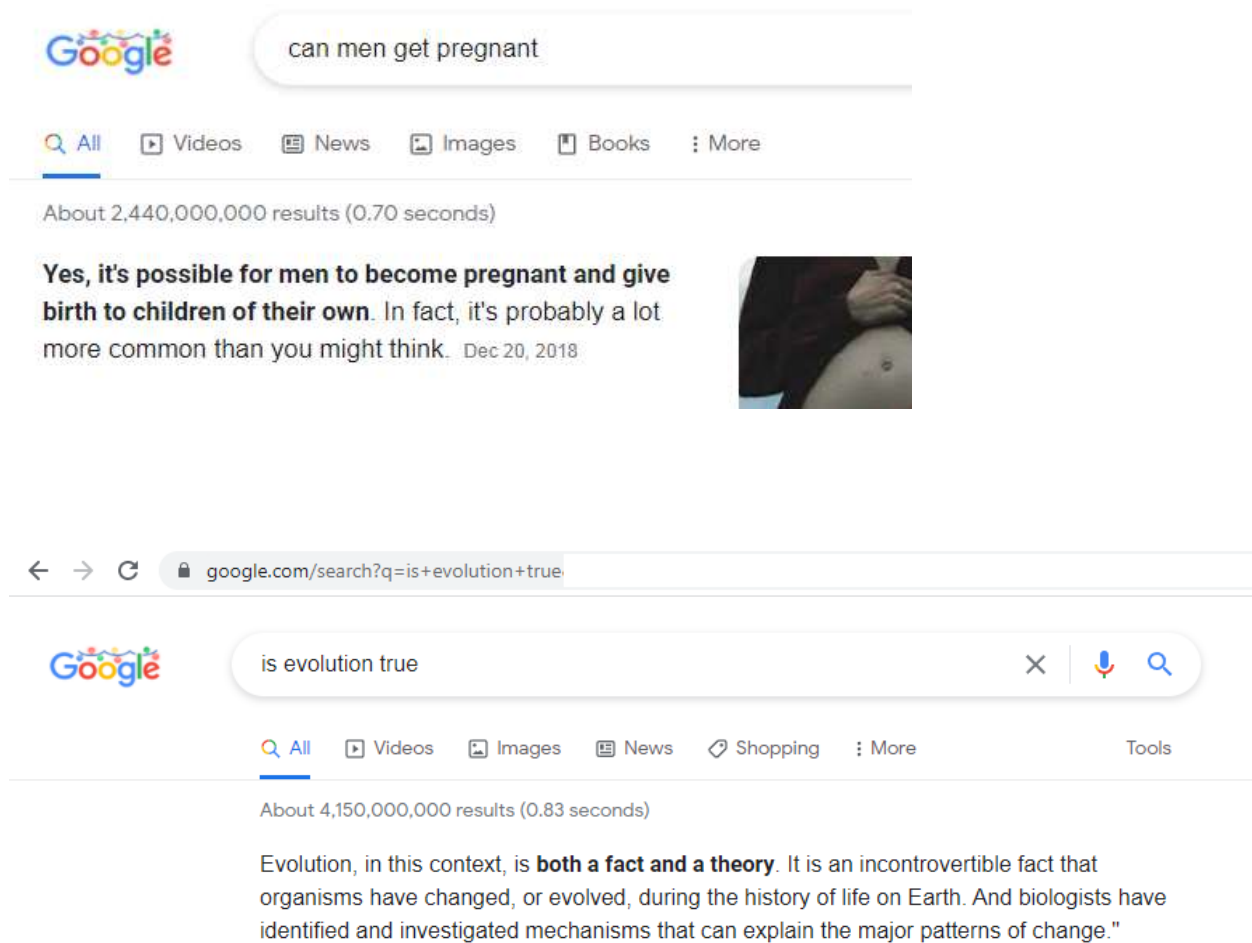 Google can men get pregnant
All Videos News Images Books More
About 2,440,000,000 results (0.70 seconds)
Yes, it's possible for men to become pregnant and give
birth to children of their own. In fact, it's probably a lot
more common than you might think. Dec 20, 2018
google.com/search?q=is+evolution+true
Google is evolution true
All Videos Images News Shopping More Tools
About 4,150,000,000 results (0.83 seconds)
Evolution, in this context, is both a fact and a theory. It is an incontrovertible fact that
organisms have changed, or evolved, during the history of life on Earth. And biologists have
identified and investigated mechanisms that can explain the major patterns of change."